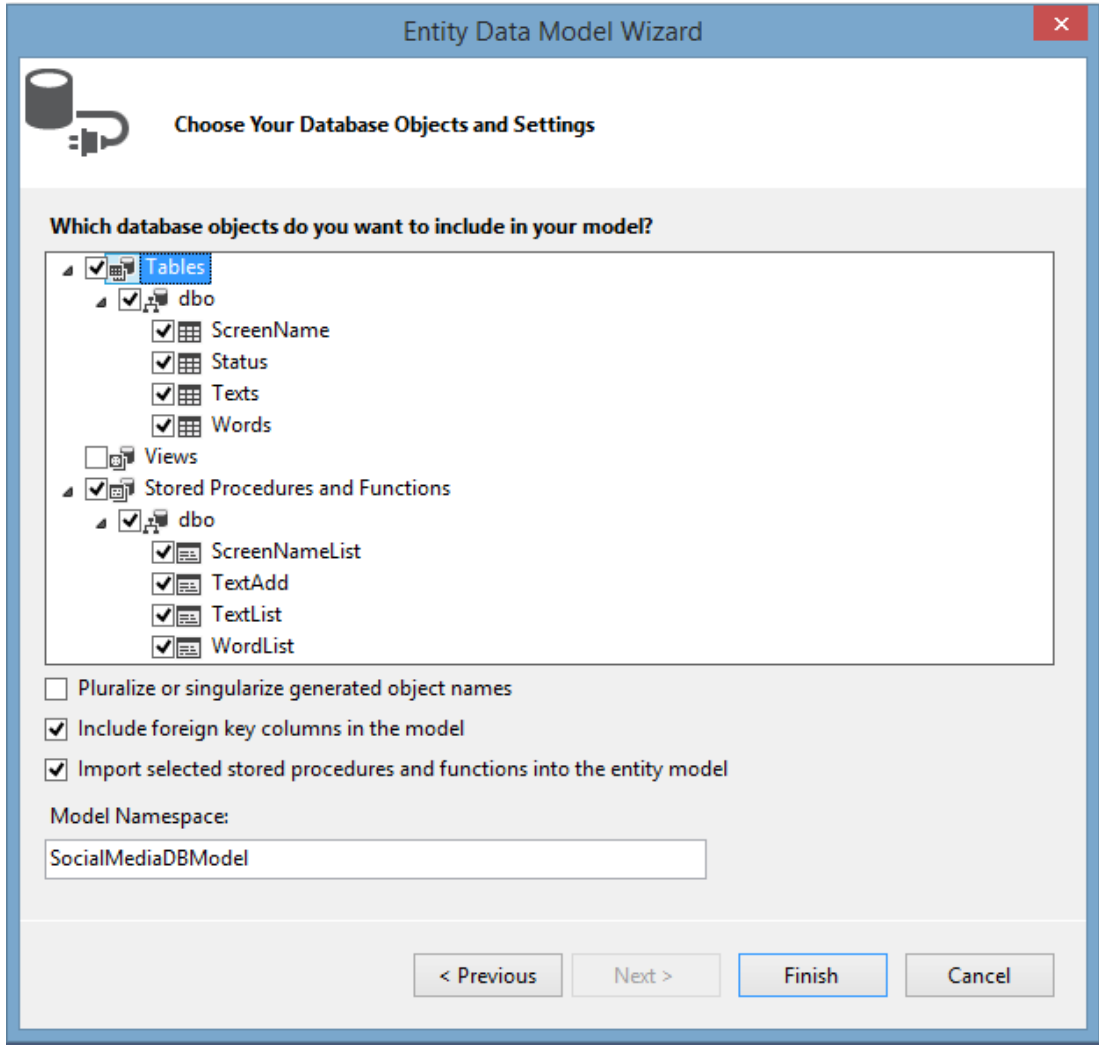 Entity Data Model Wizard
Choose Your Database Objects and Settings
Which database objects do you want to include in your model?
Tables
dbo
ScreenName
Status
Texts
Words
Views
Stored Procedures and Functions
dbo
ScreenNameList
TextAdd
TextList
WordList
Pluralize or singularize generated object names
Include foreign key columns in the model
Import selected stored procedures and functions into the entity model
Model Namespace:
SocialMediaDBModel
< Previous Next > Finish Cancel